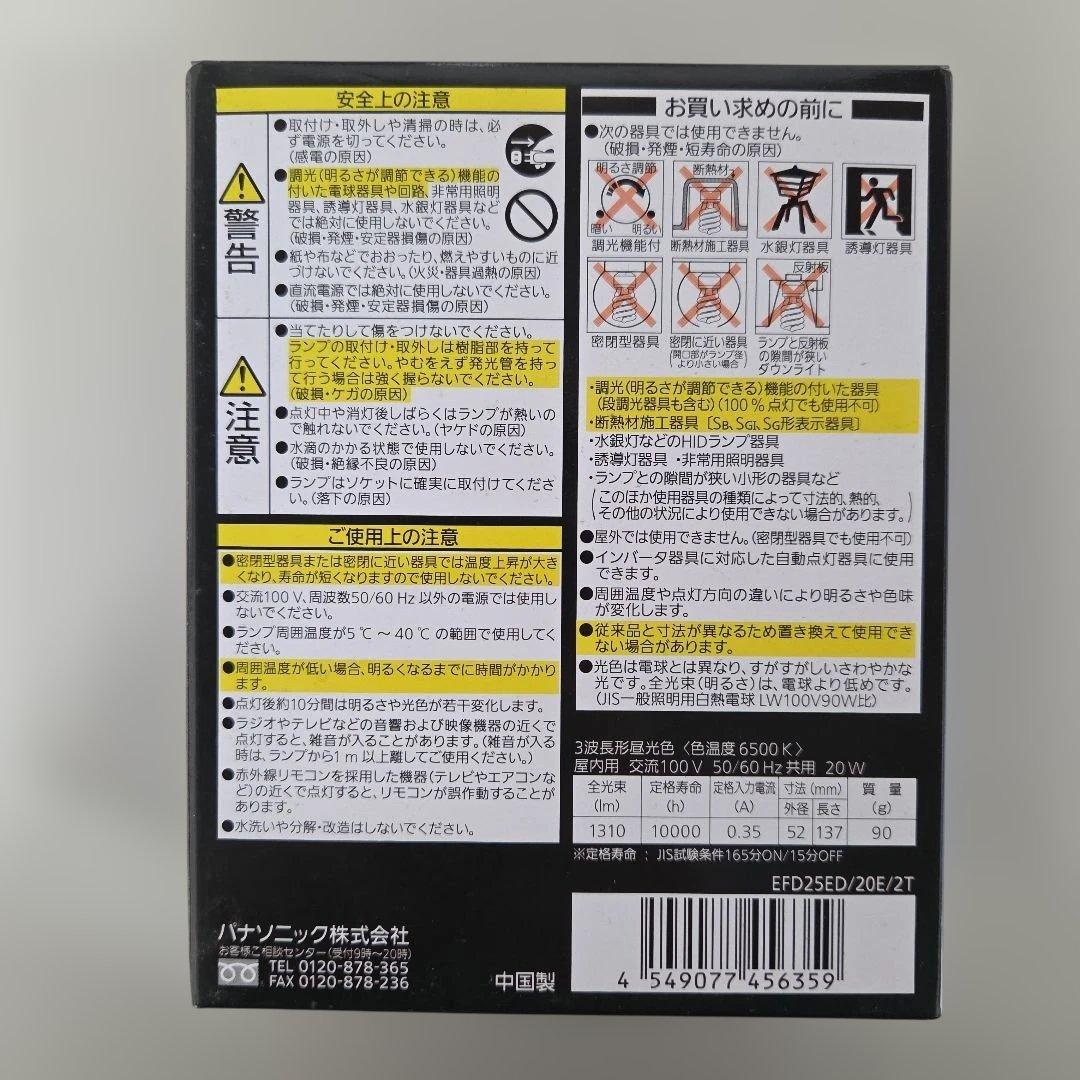 安全上の注意
警告
●取付け・取外しや清掃の時は、必
ず電源を切ってください。
(感電の原因)
●調光(明るさが調節できる)機能の
付いた電球器具や回路、非常用照明
器具、誘導灯器具、水銀灯器具など
では絶対に使用しないでください。
(破損・発煙・安定器損傷の原因)
●紙や布などでおおったり、燃えやすいものに近
づけないでください。(火災・器具過熱の原因)
●直流電源では絶対に使用しないでください。
(破損・発煙・安定器損傷の原因)
注意
●当てたりして傷をつけないでください。
ランプの取付け・取外しは樹脂部を持って
行ってください。やむをえず発光管を持っ
て行う場合は強く握らないでください。
(破損・ケガの原因)
●点灯中や消灯後しばらくはランプが熱いの
で触れないでください。(ヤケドの原因)
●水滴のかかる状態で使用しないでください。
(破損・絶縁不良の原因)
●ランプはソケットに確実に取付けてくださ
い。(落下の原因)
ご使用上の注意
●密閉型器具または密閉に近い器具では温度上昇が大き
くなり、寿命が短くなりますので使用しないでください。
●交流100V、周波数50/60Hz以外の電源では使用し
ないでください。
●ランプ周囲温度が5℃～40℃の範囲で使用してく
ださい。
●周囲温度が低い場合、明るくなるまでに時間がかかり
ます。
●点灯後約10分間は明るさや光色が若干変化します。
●ラジオやテレビなどの音響および映像機器の近くで
点灯すると、雑音が入ることがあります。(雑音が入る
時は、ランプから1m以上離してご使用ください。)
●赤外線リモコンを採用した機器(テレビやエアコンな
ど)の近くで点灯すると、リモコンが誤作動することが
あります。
●水洗いや分解・改造はしないでください。
パナソニック株式会社
お客様ご相談センター(受付9時～20時)
TEL 0120-878-365
FAX 0120-878-236
中国製
お買い求めの前に
●次の器具では使用できません。
(破損・発煙・短寿命の原因)
明るさ調節
暗い 明るい
調光機能付
断熱材
断熱材施工器具
水銀灯器具
誘導灯器具
密閉型器具
密閉に近い器具
(開口部がランプ径
より小さい場合)
反射板
ランプと反射板
の隙間が狭い
ダウンライト
・調光(明るさが調節できる)機能の付いた器具
(段調光器具も含む)(100%点灯でも使用不可)
・断熱材施工器具〔SB、SGI、SG形表示器具〕
・水銀灯などのHIDランプ器具
・誘導灯器具 ・非常用照明器具
・ランプとの隙間が狭い小形の器具など
(このほか使用器具の種類によって寸法的、熱的、
その他の状況により使用できない場合があります。)
●屋外では使用できません。(密閉型器具でも使用不可)
●インバータ器具に対応した自動点灯器具に使用
できます。
●周囲温度や点灯方向の違いにより明るさや色味
が変化します。
●従来品と寸法が異なるため置き換えて使用でき
ない場合があります。
●光色は電球とは異なり、すがすがしいさわやかな
光です。全光束(明るさ)は、電球より低めです。
(JIS一般照明用白熱電球 LW100V90W比)
3波長形昼光色〈色温度6500K〉
屋内用 交流100V 50/60Hz共用 20W
全光束 定格寿命 定格入力電流 寸法(mm) 質量
(lm) (h) (A) 外径 長さ (g)
1310 10000 0.35 52 137 90
※定格寿命：JIS試験条件165分ON/15分OFF
EFD25ED/20E/2T
4 549077 456359